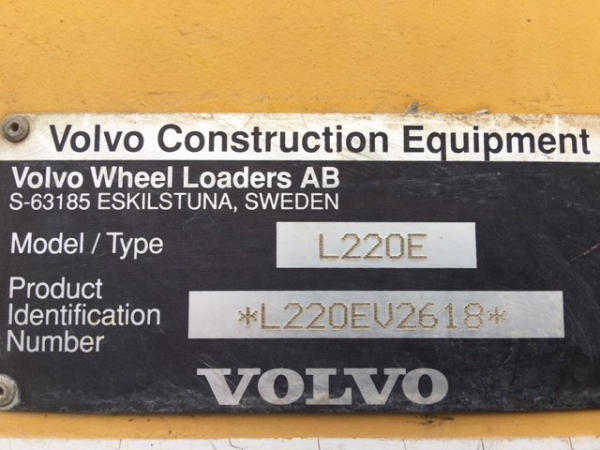 Volvo Construction Equipment
Volvo Wheel Loaders AB
S-63185 ESKILSTUNA, SWEDEN
Model / Type L220E
Product
Identification *L220EV2618*
Number
VOLVO